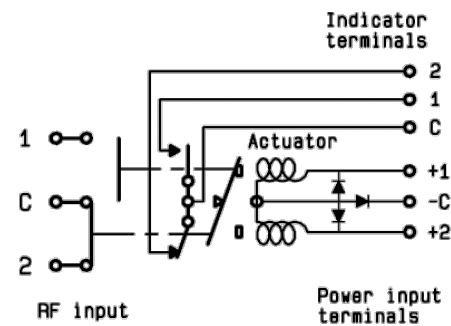 Indicator
terminals
2
1
C
Actuator
1
+1
C
-C
+2
2
RF input
Power input
terminals